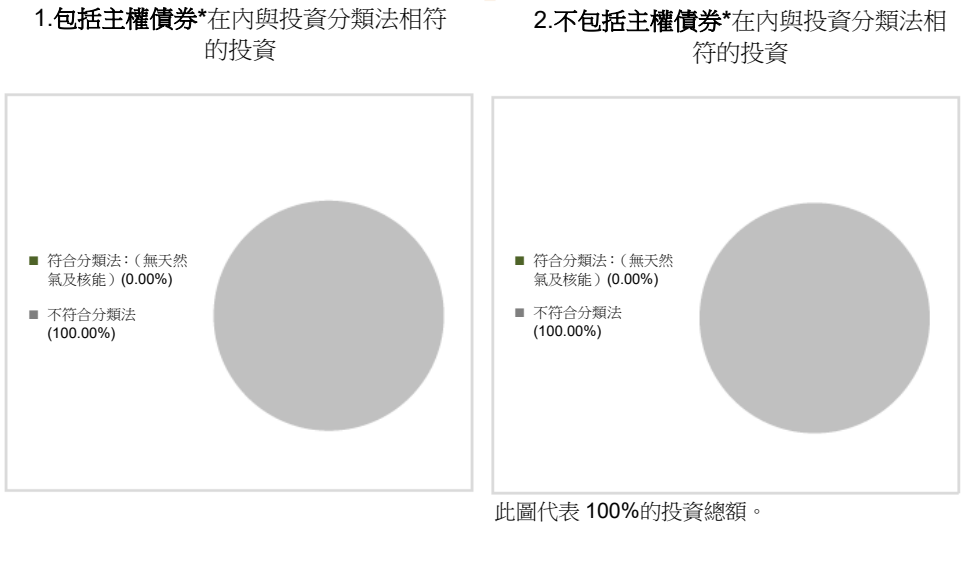 1.包括主權債券*在內與投資分類法相符
的投資
符合分類法：（無天然
氣及核能）(0.00%)
不符合分類法
(100.00%)
2.不包括主權債券*在內與投資分類法相
符的投資
符合分類法：（無天然
氣及核能）(0.00%)
不符合分類法
(100.00%)
此圖代表 100%的投資總額。